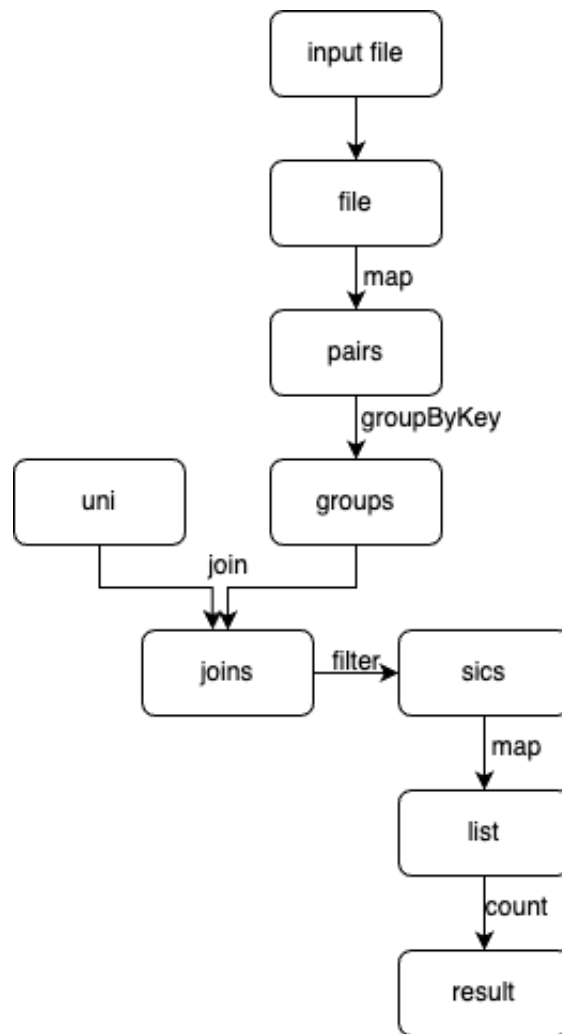 input file
file
map
pairs
groupByKey
uni
groups
join
joins
filter
sics
map
list
count
result